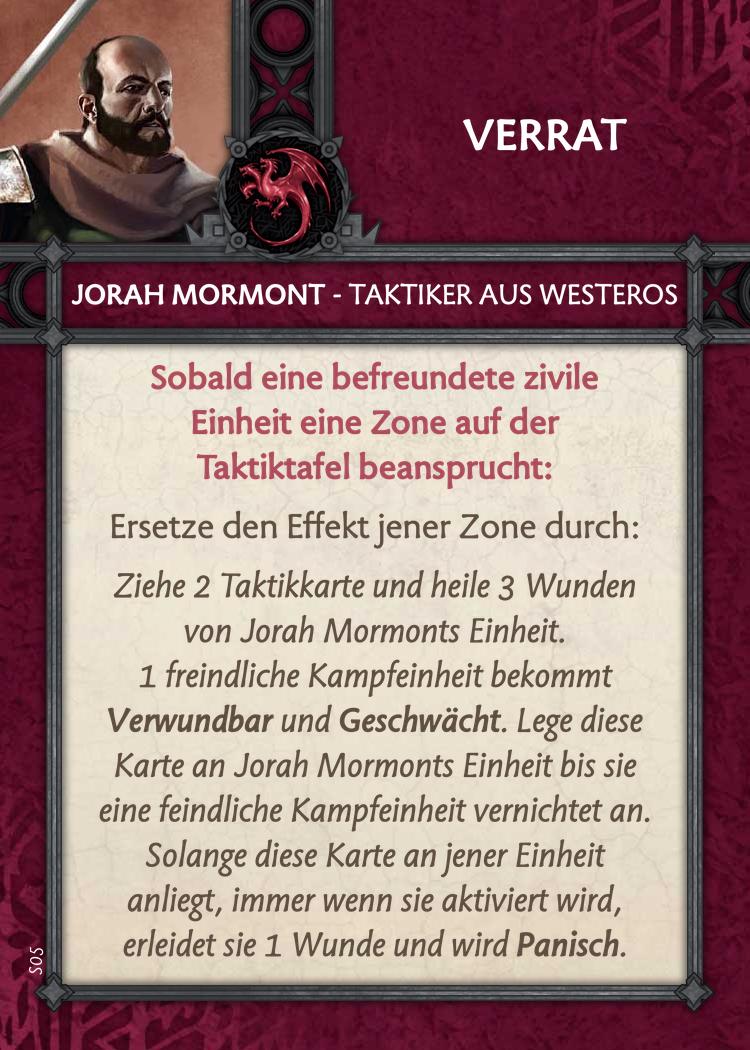 VERRAT
JORAH MORMONT - TAKTIKER AUS WESTEROS
Sobald eine befreundete zivile
Einheit eine Zone auf der
Taktiktafel beansprucht:
Ersetze den Effekt jener Zone durch:
Ziehe 2 Taktikkarte und heile 3 Wunden
von Jorah Mormonts Einheit.
1 freindliche Kampfeinheit bekommt
Verwundbar und Geschwächt. Lege diese
Karte an Jorah Mormonts Einheit bis sie
eine feindliche Kampfeinheit vernichtet an.
Solange diese Karte an jener Einheit
anliegt, immer wenn sie aktiviert wird,
erleidet sie 1 Wunde und wird Panisch.
S05